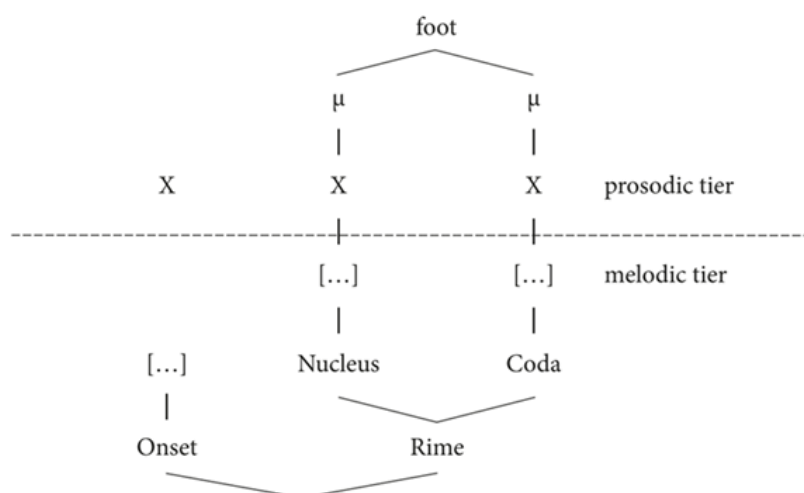 foot
μ μ
X X X prosodic tier
[…] […] melodic tier
[…] Nucleus Coda
Onset Rime